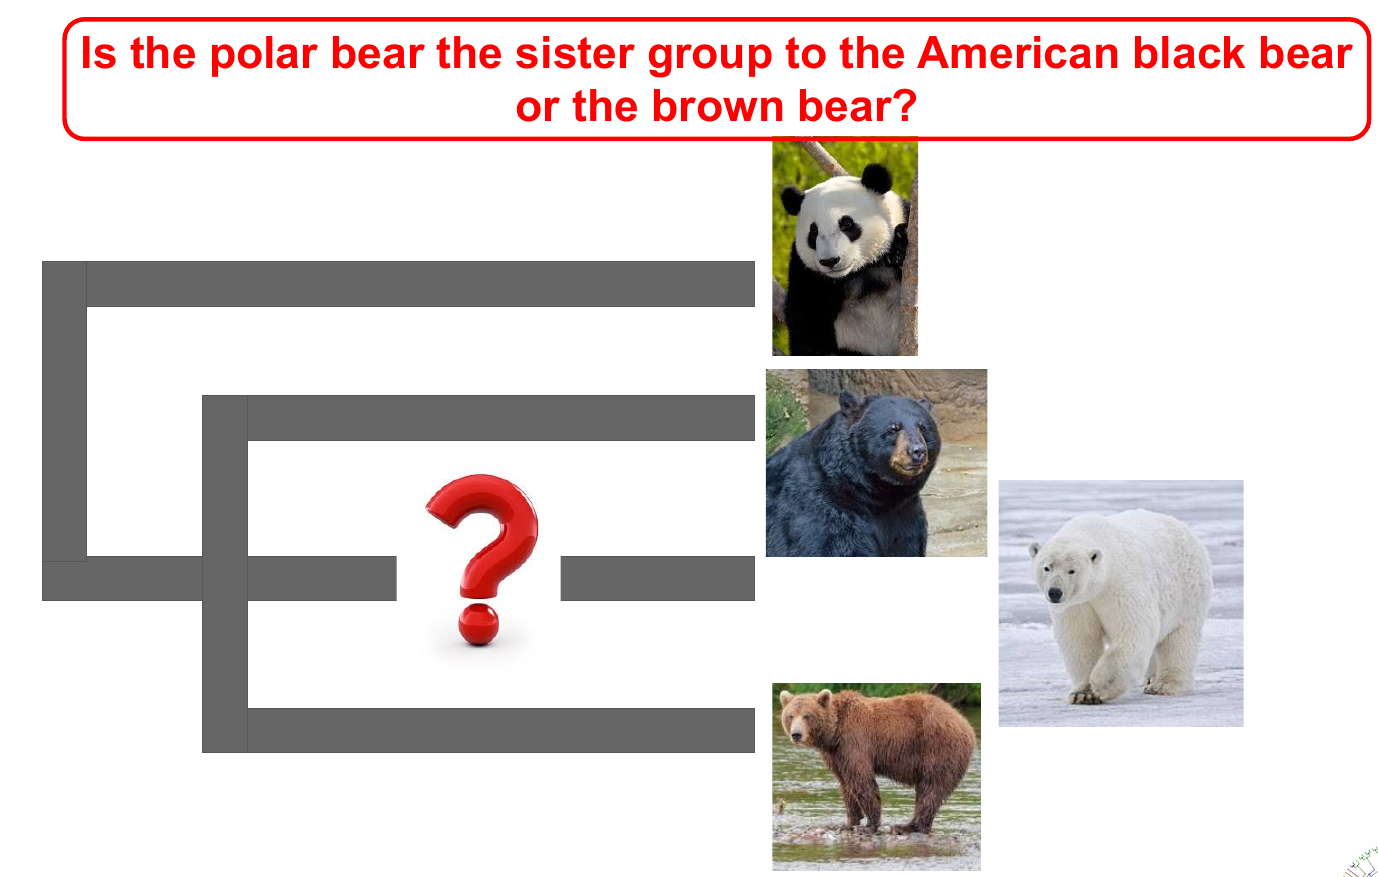 Is the polar bear the sister group to the American black bear
or the brown bear?